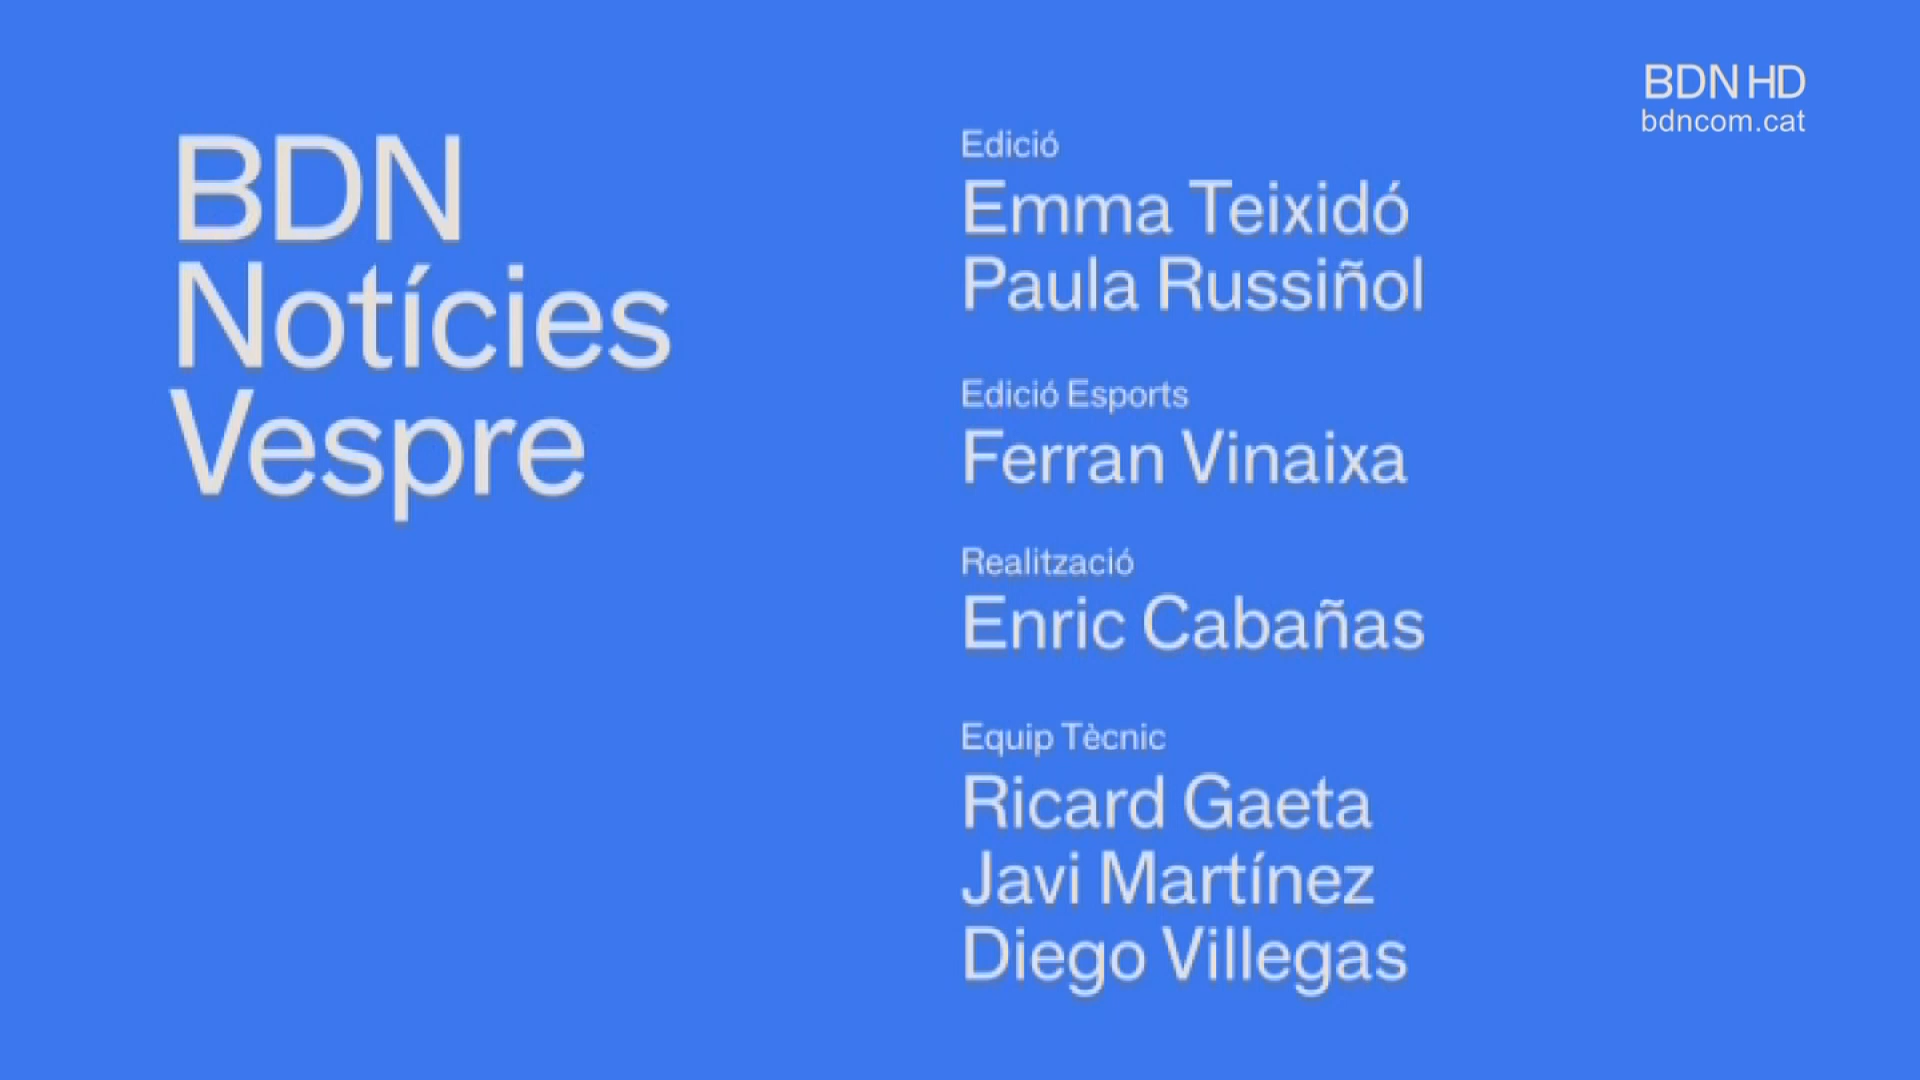 BDN HD
bdncom.cat
BDN
Notícies
Vespre
Edició
Emma Teixidó
Paula Russiñol
Edició Esports
Ferran Vinaixa
Realització
Enric Cabañas
Equip Tècnic
Ricard Gaeta
Javi Martínez
Diego Villegas